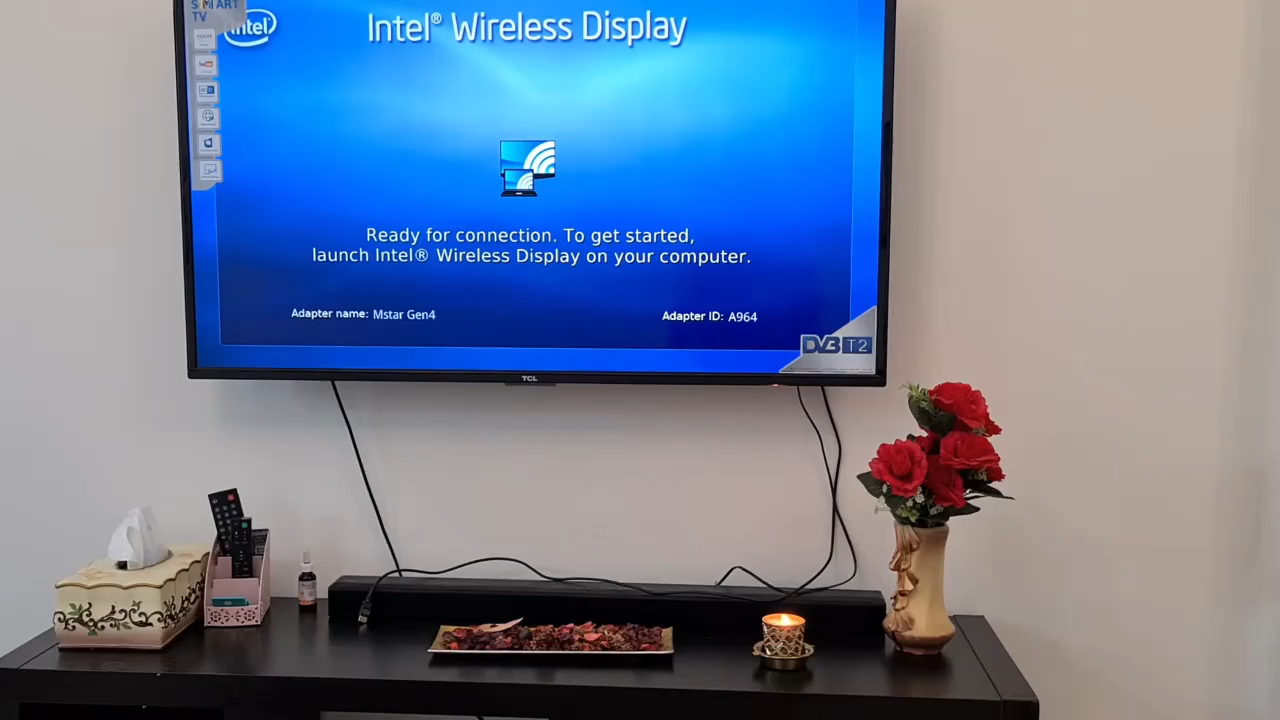 SMART
TV
intel
Intel® Wireless Display
Ready for connection. To get started,
launch Intel® Wireless Display on your computer.
Adapter name: Mstar Gen4
Adapter ID: A964
DVB T2
TCL